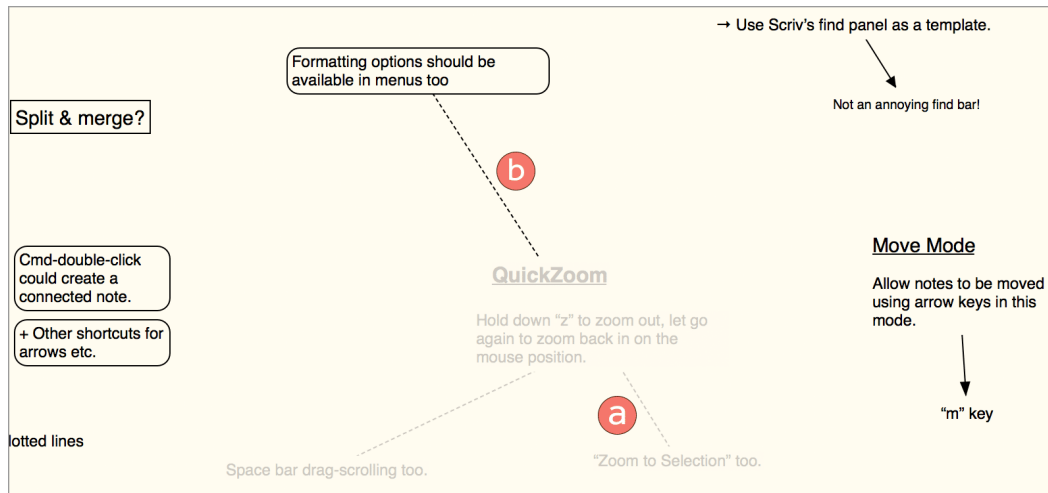 → Use Scriv's find panel as a template.
Not an annoying find bar!
Formatting options should be
available in menus too
Split & merge?
b
Cmd-double-click
could create a
connected note.
+ Other shortcuts for
arrows etc.
QuickZoom
Hold down “z” to zoom out, let go
again to zoom back in on the
mouse position.
Move Mode
Allow notes to be moved
using arrow keys in this
mode.
a
“m” key
lotted lines
Space bar drag-scrolling too.
“Zoom to Selection” too.